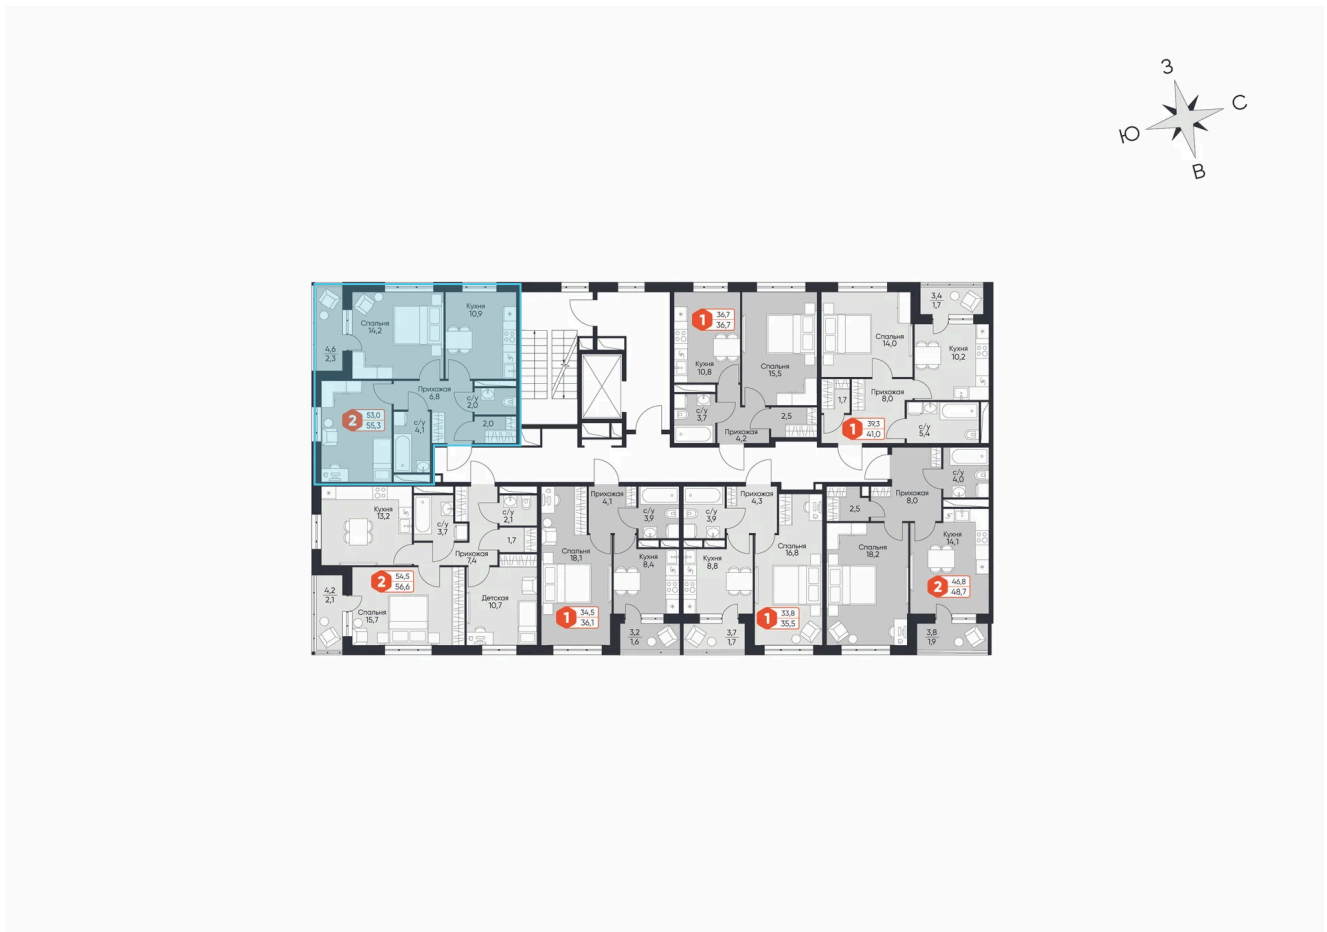 З
С
Ю
В
Спальня
14,2
Кухня
10,9
4,6
2,3
Прихожая
6,8
с/у
2,0
2,0
2
53,0
55,3
с/у
4,1
1
36,7
36,7
Кухня
10,8
Спальня
15,5
с/у
3,7
Прихожая
4,2
2,5
3,4
1,7
Спальня
14,0
Кухня
10,2
Прихожая
8,0
1,7
1
39,3
41,0
с/у
5,4
Кухня
13,2
с/у
3,7
с/у
2,1
1,7
Прихожая
7,4
4,2
2,1
2
54,5
56,6
Спальня
15,7
Детская
10,7
Прихожая
4,1
с/у
3,9
Спальня
18,1
Кухня
8,4
1
34,5
36,1
3,2
1,6
с/у
3,9
Прихожая
4,3
Кухня
8,8
Спальня
16,8
1
33,8
35,5
3,7
1,7
2,5
Прихожая
8,0
с/у
4,0
Спальня
18,2
Кухня
14,1
2
46,8
48,7
3,8
1,9